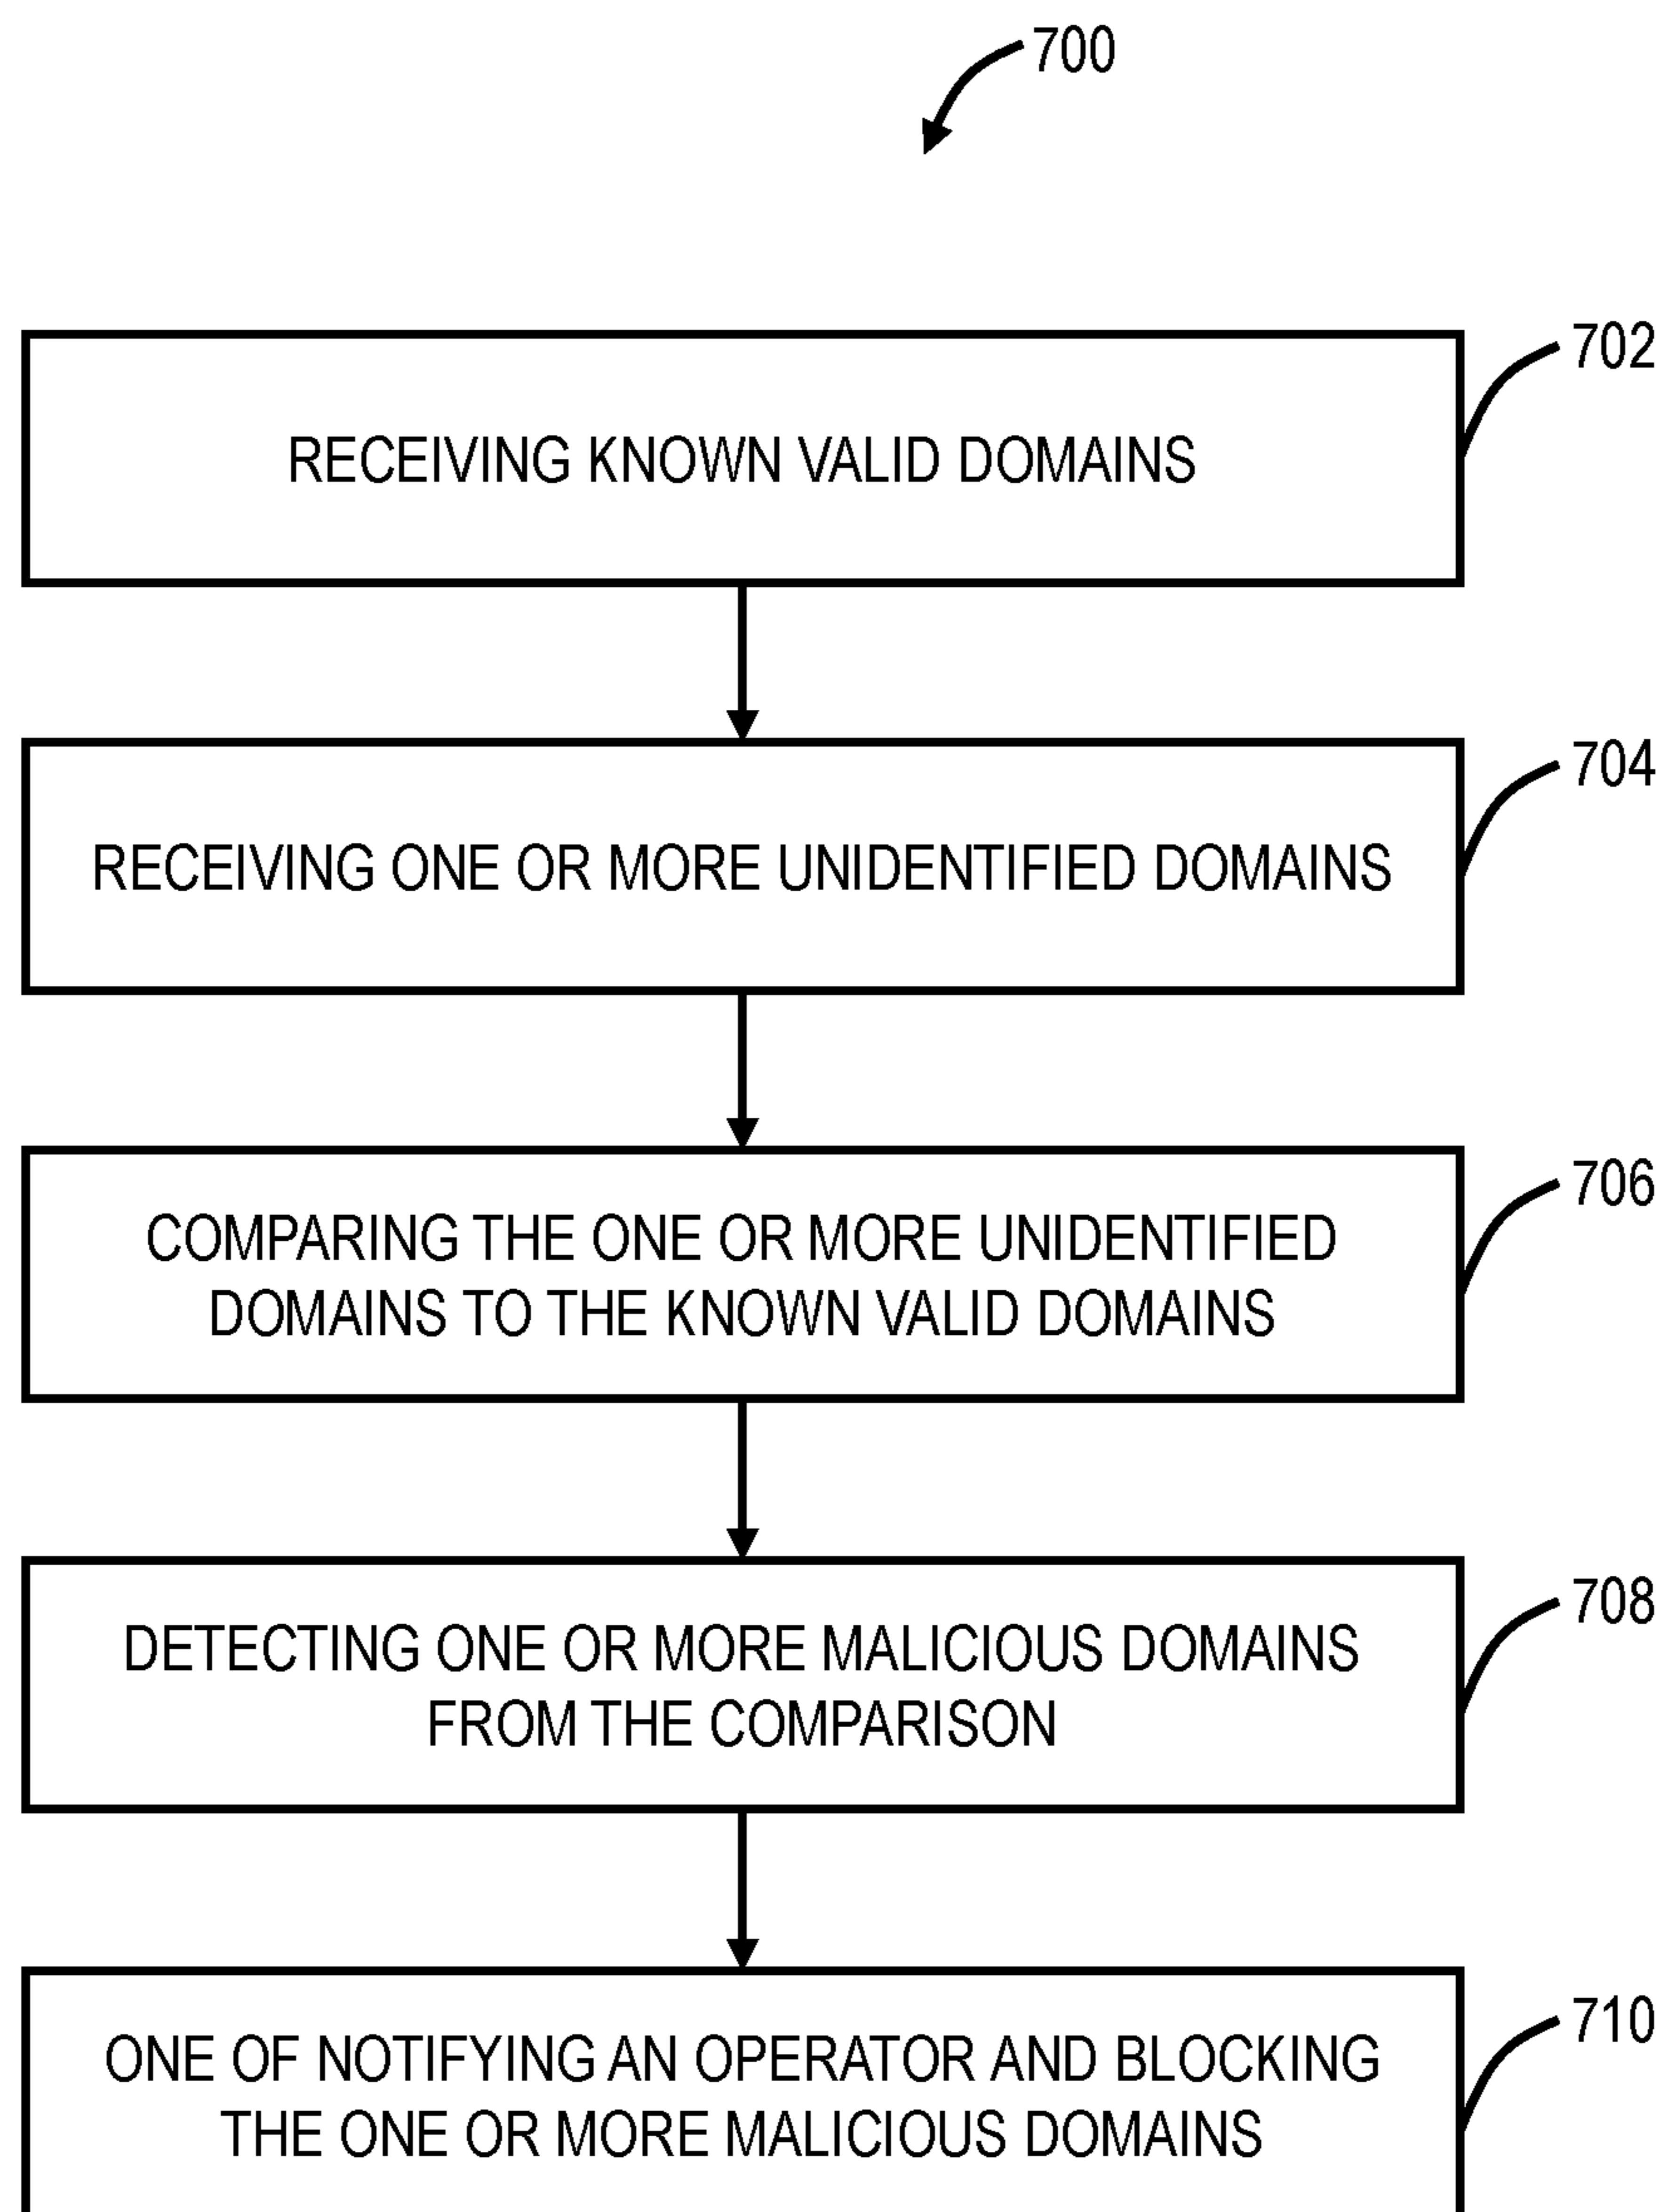 700
702
RECEIVING KNOWN VALID DOMAINS
704
RECEIVING ONE OR MORE UNIDENTIFIED DOMAINS
706
COMPARING THE ONE OR MORE UNIDENTIFIED
DOMAINS TO THE KNOWN VALID DOMAINS
708
DETECTING ONE OR MORE MALICIOUS DOMAINS
FROM THE COMPARISON
710
ONE OF NOTIFYING AN OPERATOR AND BLOCKING
THE ONE OR MORE MALICIOUS DOMAINS